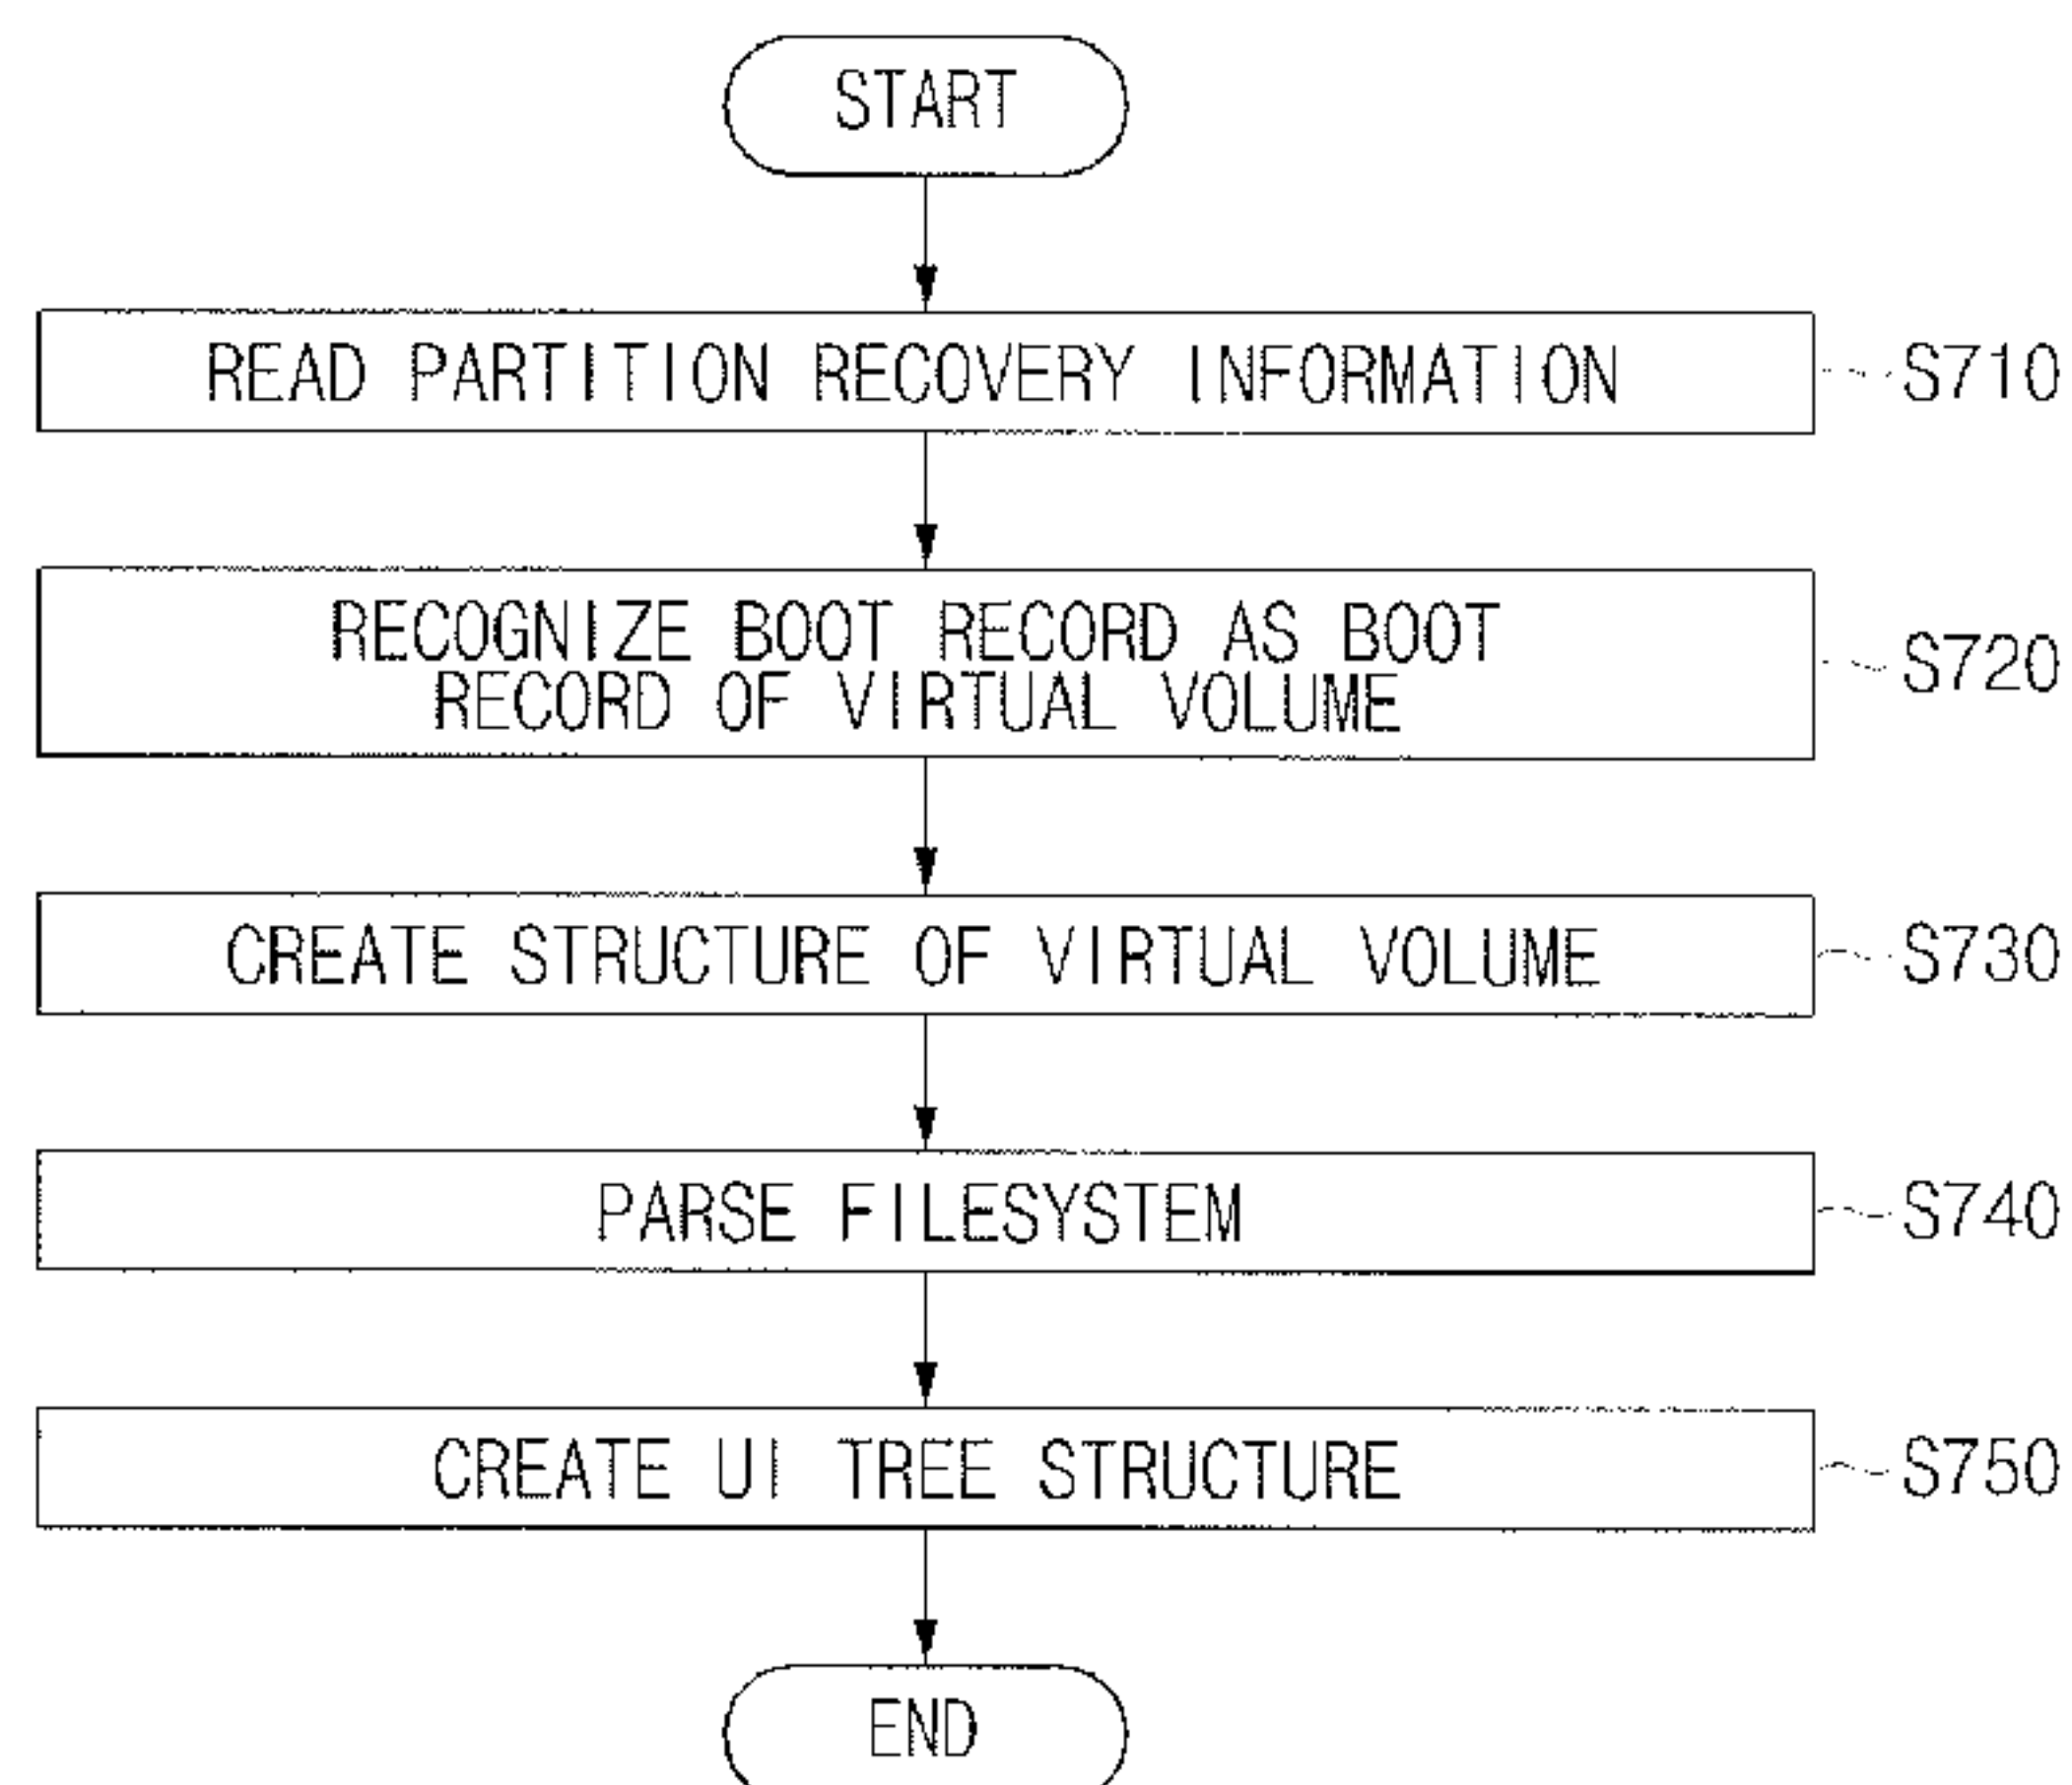 START
READ PARTITION RECOVERY INFORMATION
S710
RECOGNIZE BOOT RECORD AS BOOT
RECORD OF VIRTUAL VOLUME
S720
CREATE STRUCTURE OF VIRTUAL VOLUME
S730
PARSE FILESYSTEM
S740
CREATE UI TREE STRUCTURE
S750
END